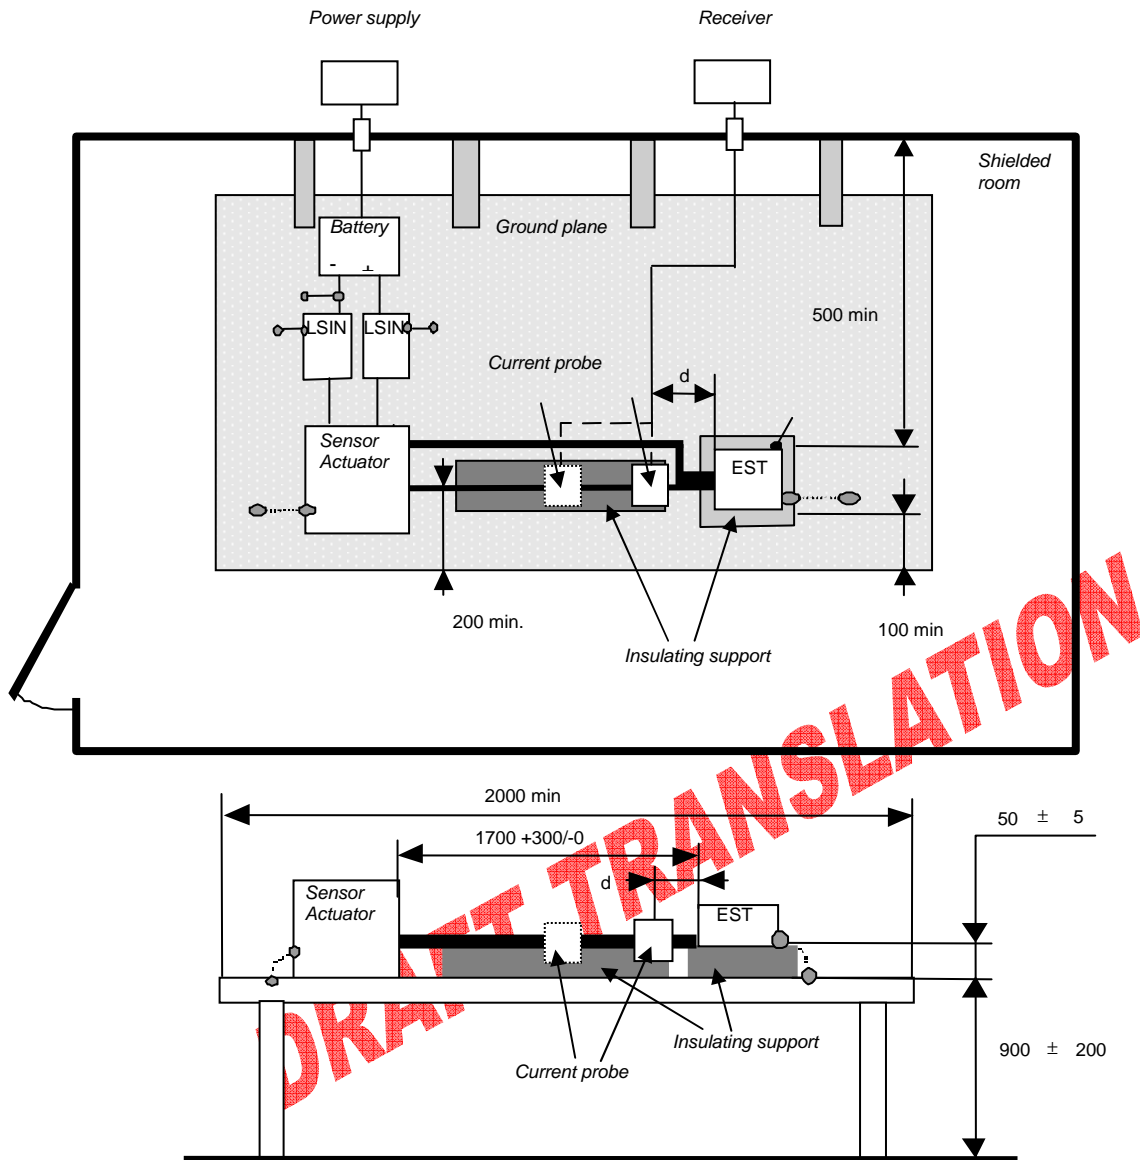 Power supply
Receiver
Shielded
room
Battery
- +
Ground plane
LSIN
LSIN
500 min
Current probe
d
Sensor
Actuator
EST
200 min.
100 min
Insulating support
DRAFT TRANSLATION
2000 min
50 ± 5
1700 +300/-0
d
Sensor
Actuator
EST
Insulating support
Current probe
900 ± 200